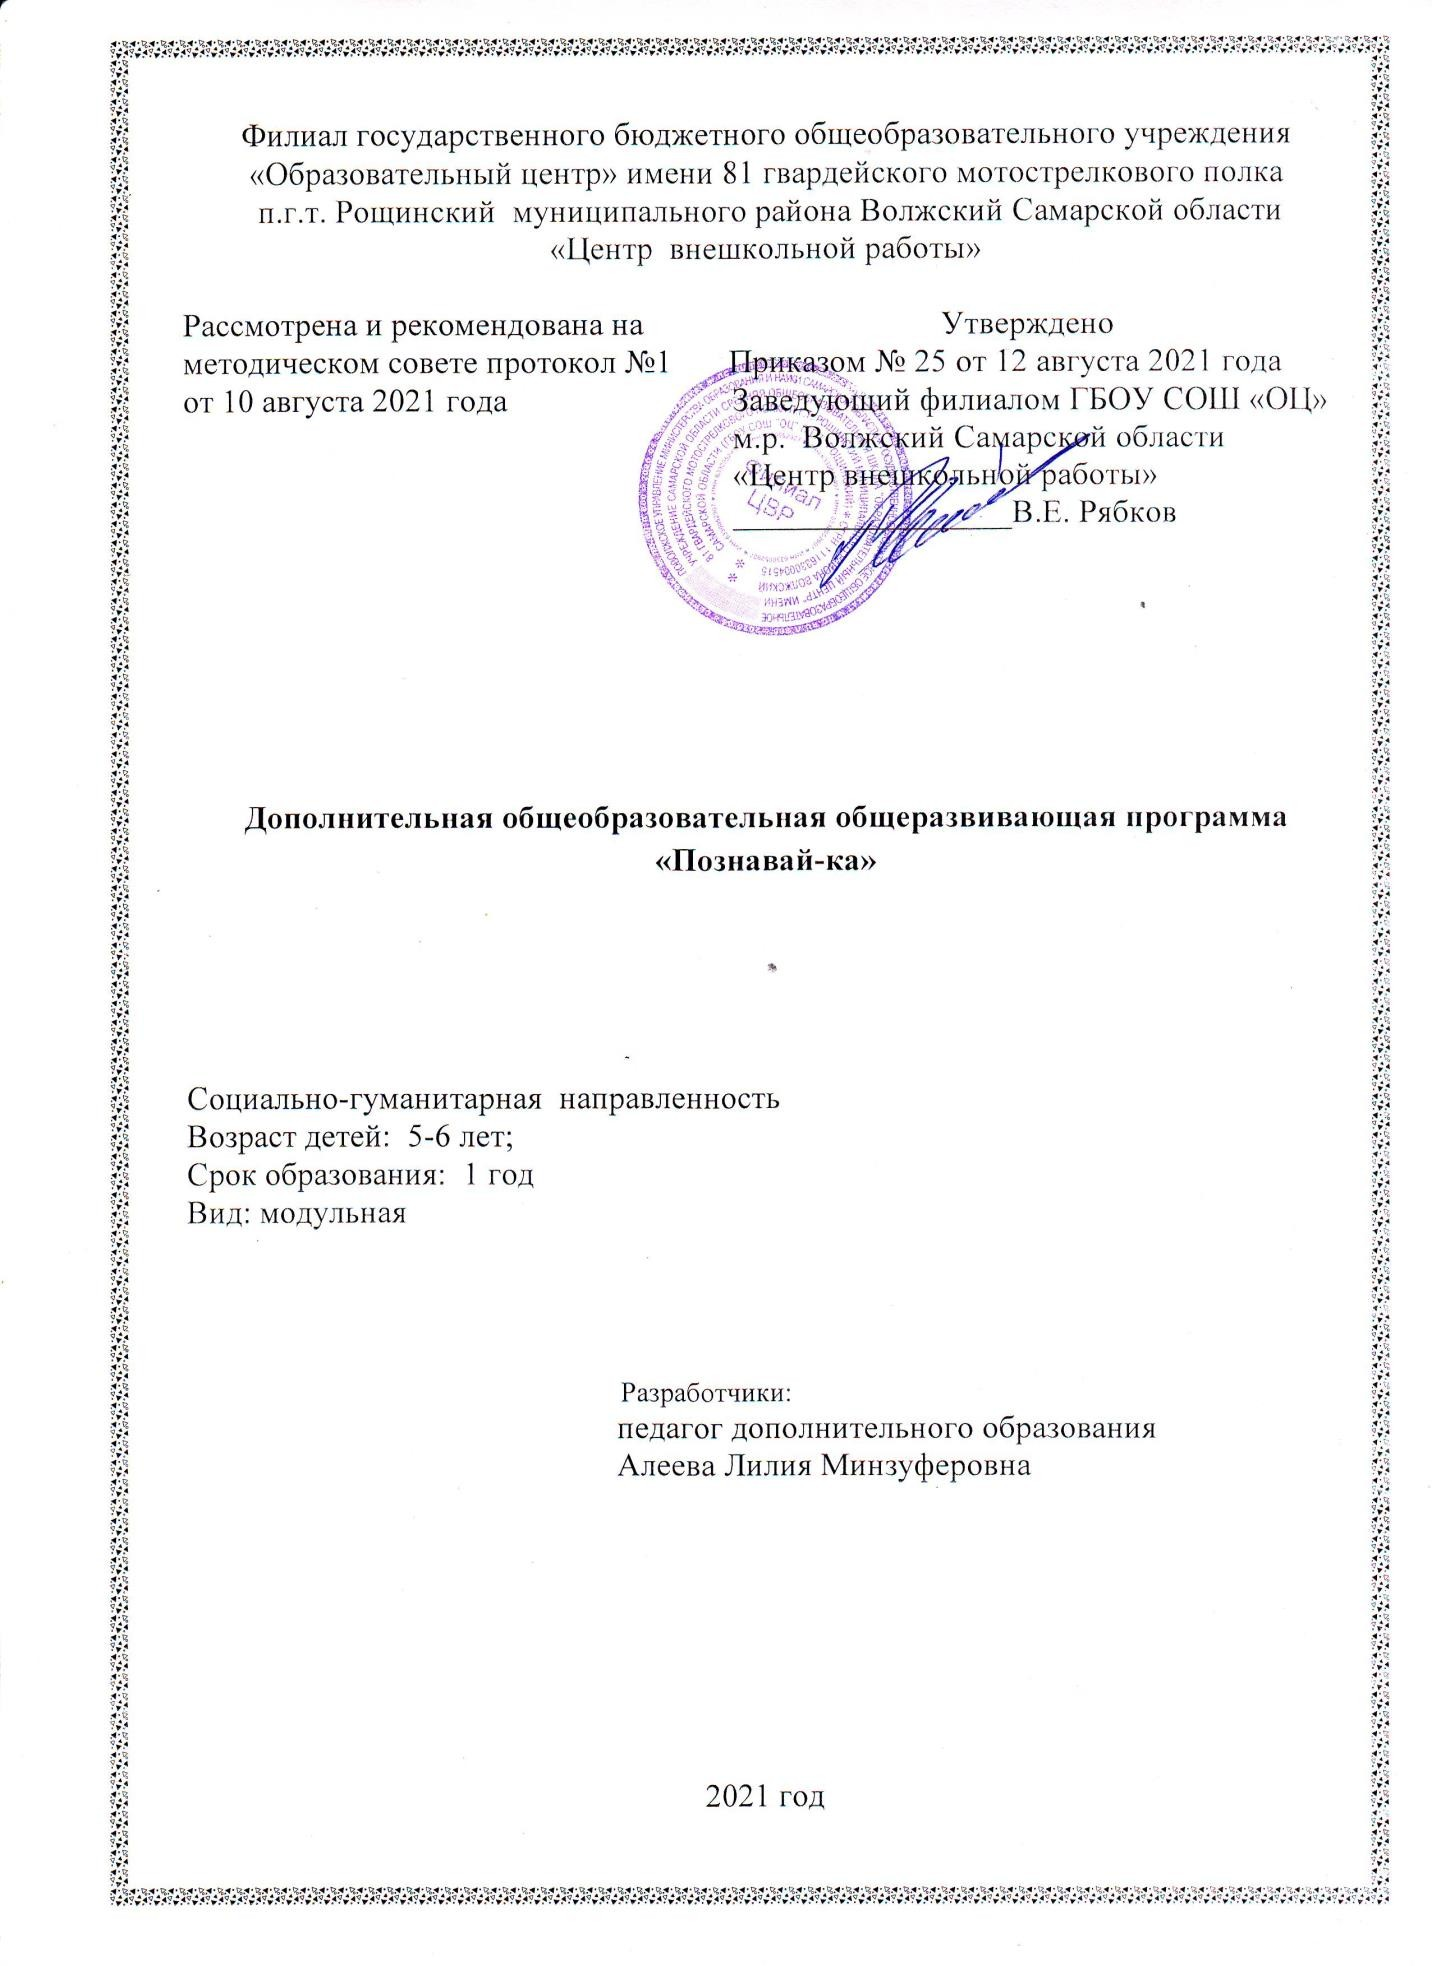 Филиал государственного бюджетного общеобразовательного учреждения
«Образовательный центр» имени 81 гвардейского мотострелкового полка
п.г.т. Рощинский муниципального района Волжский Самарской области
«Центр внешкольной работы»
Рассмотрена и рекомендована на
методическом совете протокол №1
от 10 августа 2021 года
Утверждено
Приказом № 25 от 12 августа 2021 года
Заведующий филиалом ГБОУ СОШ «ОЦ»
м.р. Волжский Самарской области
«Центр внешкольной работы»
В.Е. Рябков
Филиал
ЦВР
Дополнительная общеобразовательная общеразвивающая программа
«Познавай-ка»
Социально-гуманитарная направленность
Возраст детей: 5-6 лет;
Срок образования: 1 год
Вид: модульная
Разработчики:
педагог дополнительного образования
Алеева Лилия Минзуферовна
2021 год